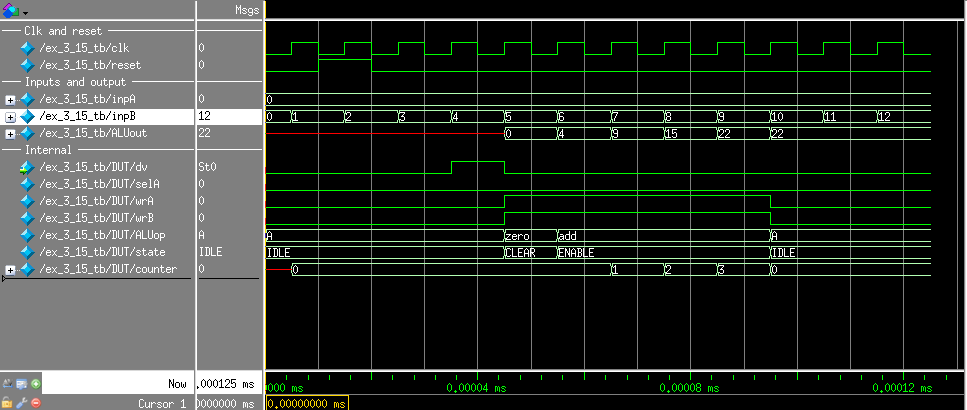 Msgs
Clk and reset
/ex_3_15_tb/clk 0
/ex_3_15_tb/reset 0
Inputs and output
/ex_3_15_tb/inpA 0 0
/ex_3_15_tb/inpB 12 0 1 2 3 4 5 6 7 8 9 10 11 12
/ex_3_15_tb/ALUout 22 0 4 9 15 22 22
Internal
/ex_3_15_tb/DUT/dv St0
/ex_3_15_tb/DUT/selA 0
/ex_3_15_tb/DUT/wrA 0
/ex_3_15_tb/DUT/wrB 0
/ex_3_15_tb/DUT/ALUop A A zero add A
/ex_3_15_tb/DUT/state IDLE IDLE CLEAR ENABLE IDLE
/ex_3_15_tb/DUT/counter 0 0 1 2 3 0
Now .000125 ms 000 ms 0.00004 ms 0.00008 ms 0.00012 ms
Cursor 1 0000000 ms 0.00000000 ms